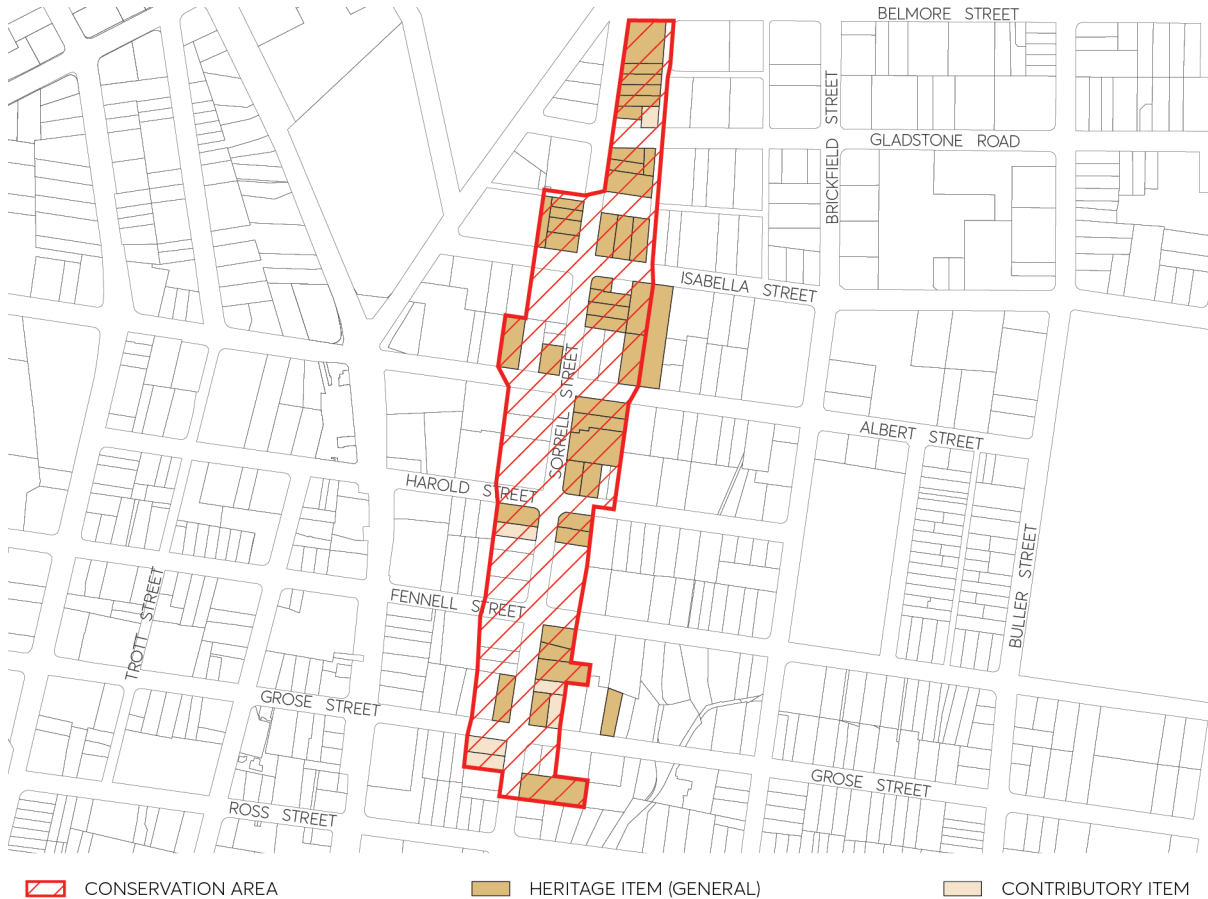 BELMORE STREET
BRICKFIELD STREET
GLADSTONE ROAD
ISABELLA STREET
SORRELL STREET
ALBERT STREET
HAROLD STREET
BULLER STREET
FENNELL STREET
TROTT STREET
GROSE STREET
GROSE STREET
ROSS STREET
CONSERVATION AREA
HERITAGE ITEM (GENERAL)
CONTRIBUTORY ITEM